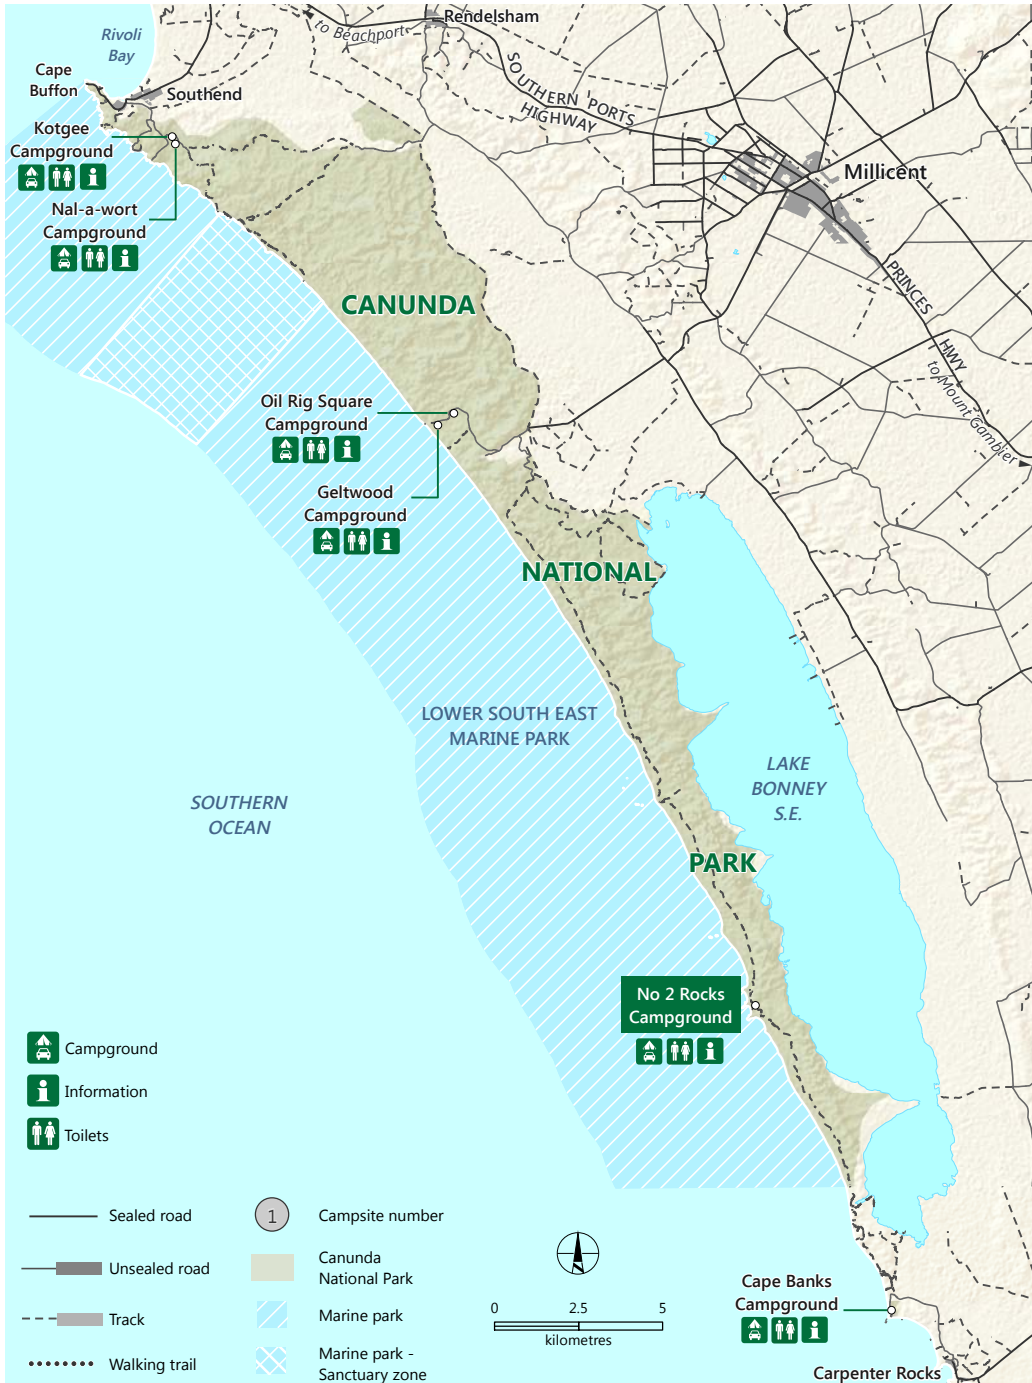 Rendelsham
to Beachport
Rivoli
Bay
Cape
Buffon
Southend
SOUTHERN PORTS
HIGHWAY
Kotgee
Campground
Millicent
Nal-a-wort
Campground
PRINCES
HWY
to Mount Gambier
CANUNDA
Oil Rig Square
Campground
Geltwood
Campground
NATIONAL
LOWER SOUTH EAST
MARINE PARK
LAKE
BONNEY
S.E.
SOUTHERN
OCEAN
PARK
No 2 Rocks
Campground
Campground
Information
Toilets
Sealed road
Unsealed road
Track
Walking trail
1
Campsite number
Canunda
National Park
Marine park
Marine park -
Sanctuary zone
0 2.5 5
kilometres
Cape Banks
Campground
Carpenter Rocks